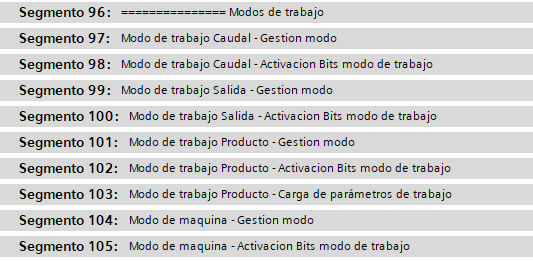 Segmento 96: =============== Modos de trabajo
Segmento 97: Modo de trabajo Caudal - Gestion modo
Segmento 98: Modo de trabajo Caudal - Activacion Bits modo de trabajo
Segmento 99: Modo de trabajo Salida - Gestion modo
Segmento 100: Modo de trabajo Salida - Activacion Bits modo de trabajo
Segmento 101: Modo de trabajo Producto - Gestion modo
Segmento 102: Modo de trabajo Producto - Activacion Bits modo de trabajo
Segmento 103: Modo de trabajo Producto - Carga de parámetros de trabajo
Segmento 104: Modo de maquina - Gestion modo
Segmento 105: Modo de maquina - Activacion Bits modo de trabajo